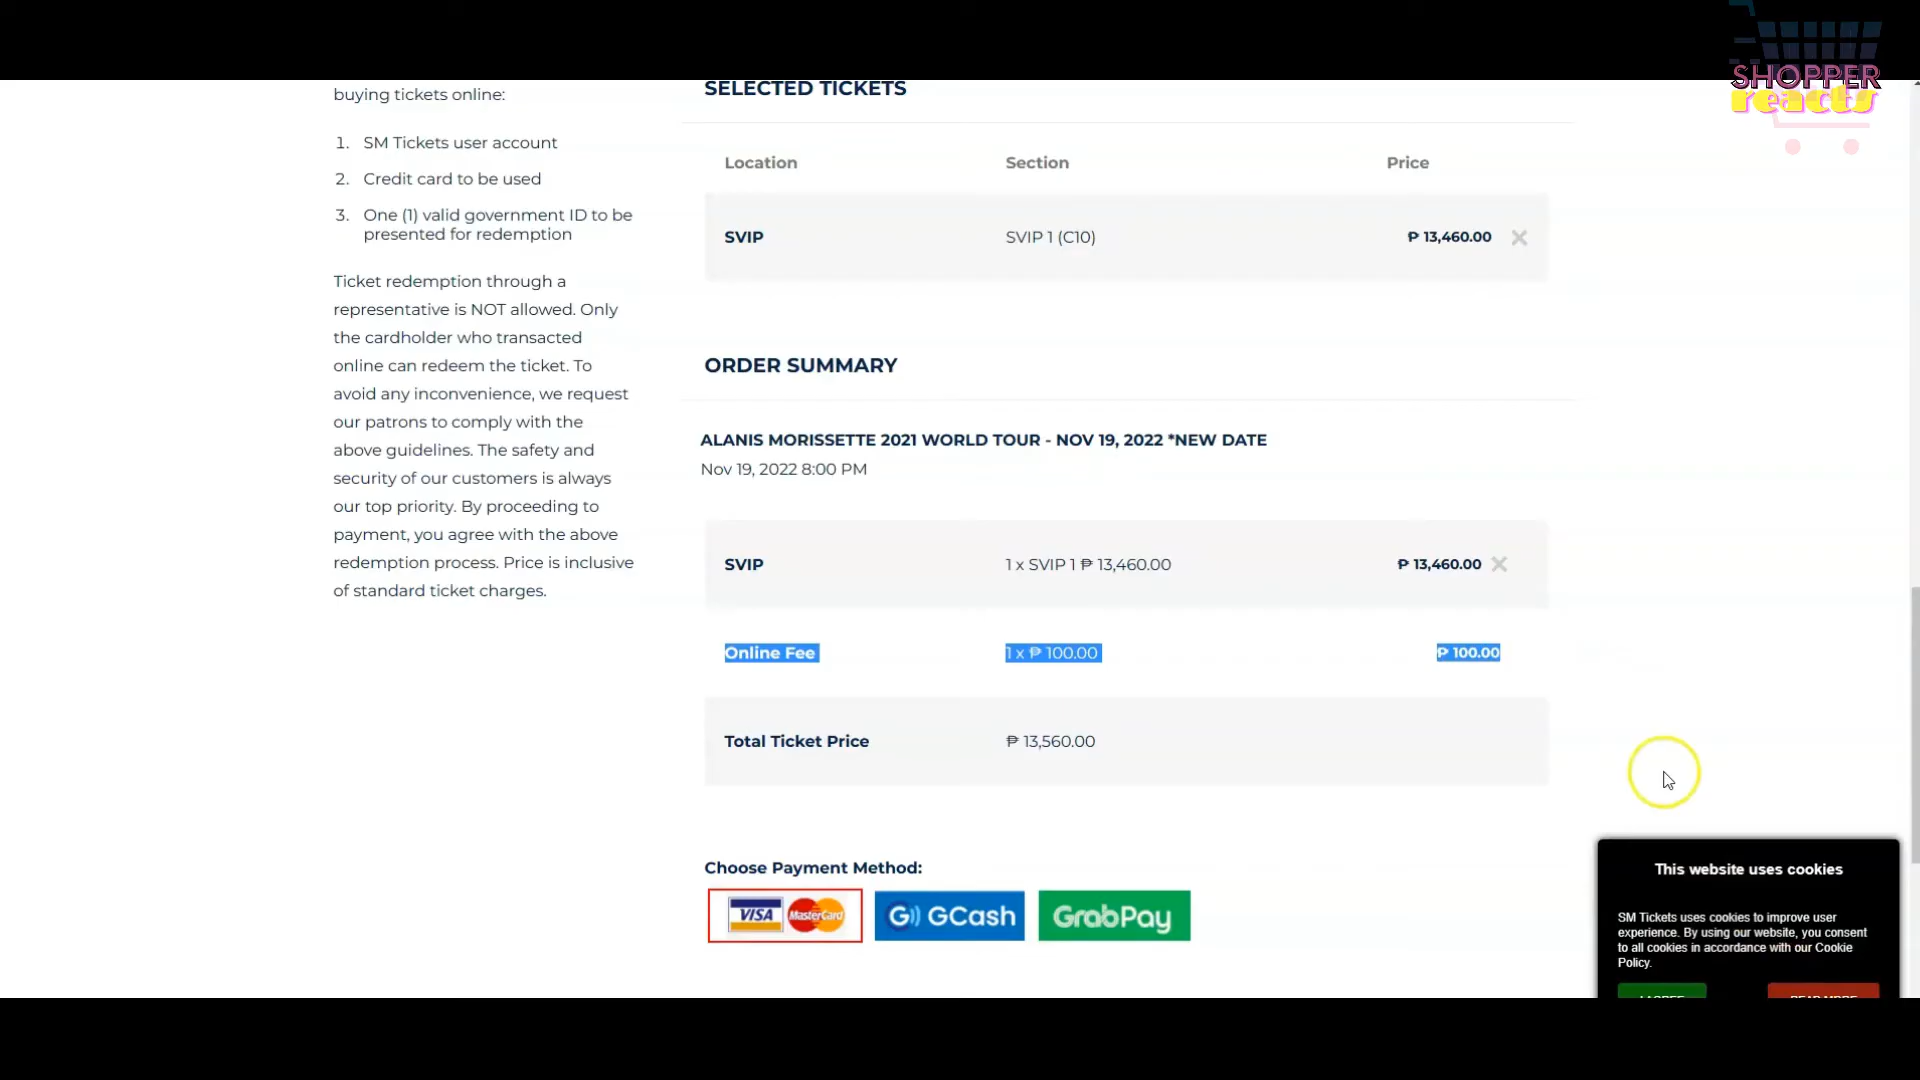 SHOPPER
reacts
buying tickets online:
1. SM Tickets user account
2. Credit card to be used
3. One (1) valid government ID to be
presented for redemption
Ticket redemption through a
representative is NOT allowed. Only
the cardholder who transacted
online can redeem the ticket. To
avoid any inconvenience, we request
our patrons to comply with the
above guidelines. The safety and
security of our customers is always
our top priority. By proceeding to
payment, you agree with the above
redemption process. Price is inclusive
of standard ticket charges.
SELECTED TICKETS
Location Section Price
SVIP SVIP 1 (C10) ₱ 13,460.00
ORDER SUMMARY
ALANIS MORISSETTE 2021 WORLD TOUR - NOV 19, 2022 *NEW DATE
Nov 19, 2022 8:00 PM
SVIP 1 x SVIP 1 ₱ 13,460.00 ₱ 13,460.00
Online Fee 1 x ₱ 100.00 ₱ 100.00
Total Ticket Price ₱ 13,560.00
Choose Payment Method:
VISA MasterCard G)) GCash GrabPay
This website uses cookies
SM Tickets uses cookies to improve user
experience. By using our website, you consent
to all cookies in accordance with our Cookie
Policy.